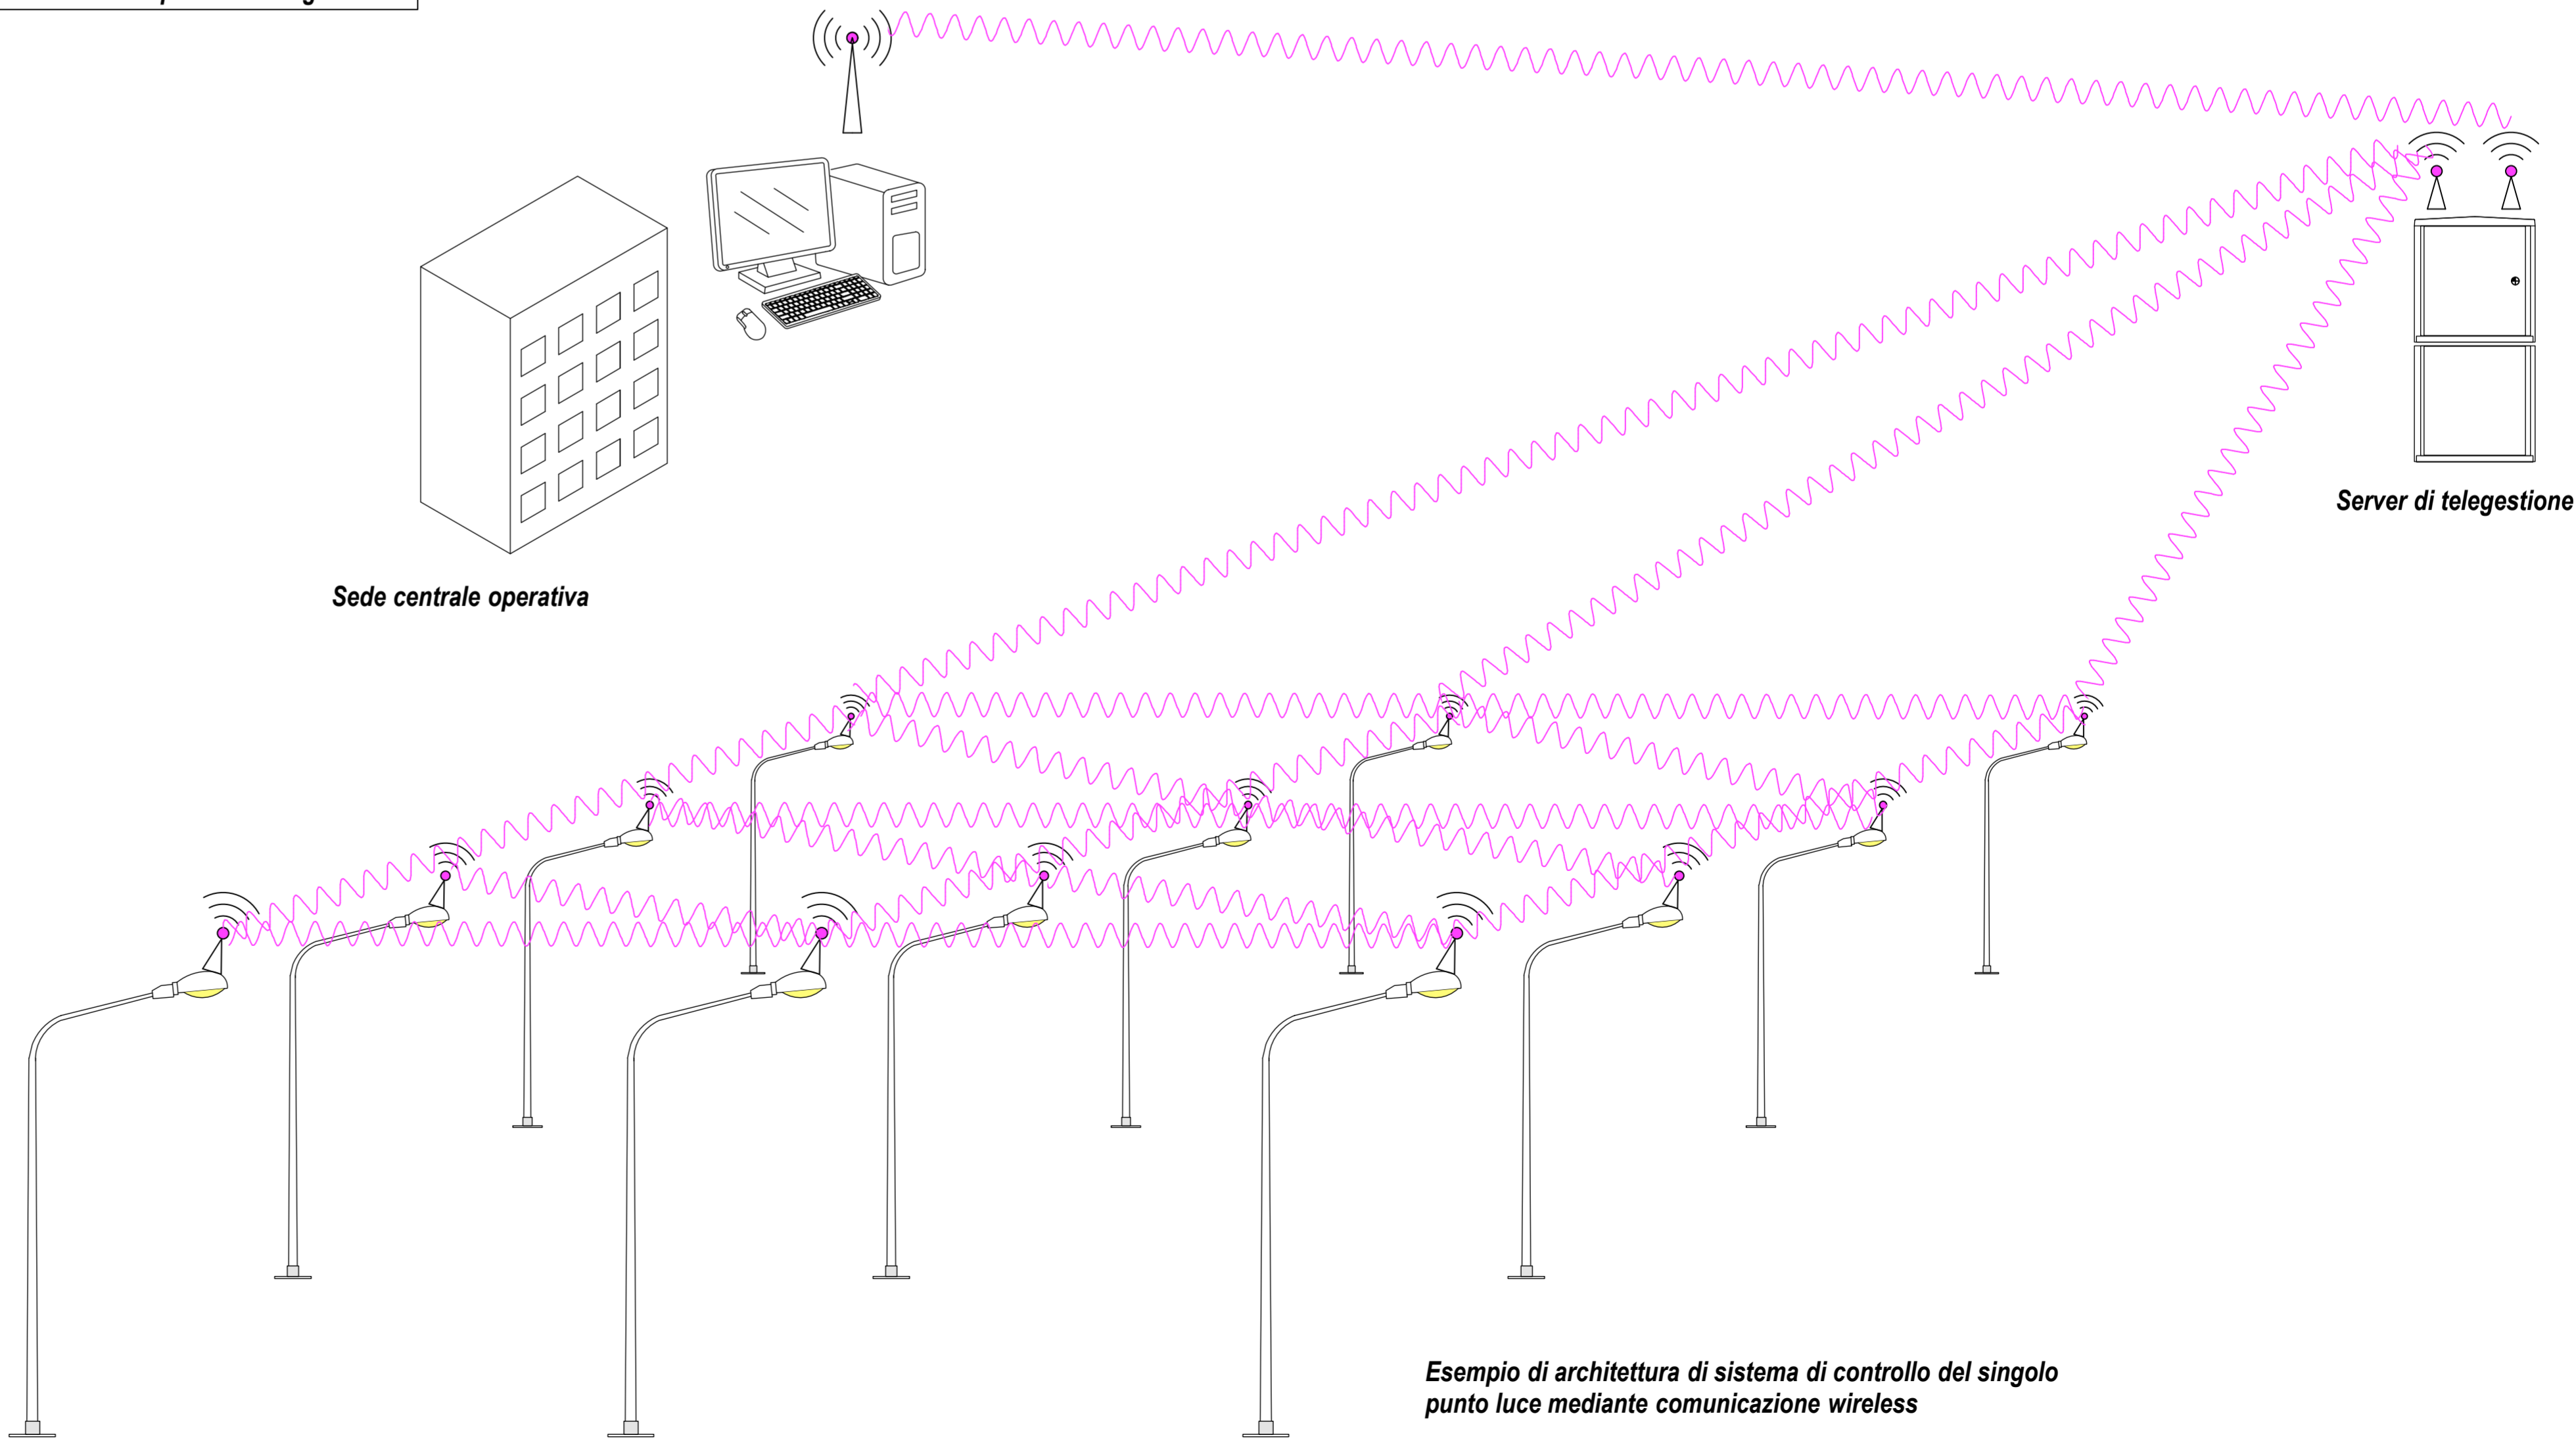 Sede centrale operativa
Server di telegestione
Esempio di architettura di sistema di controllo del singolo
punto luce mediante comunicazione wireless